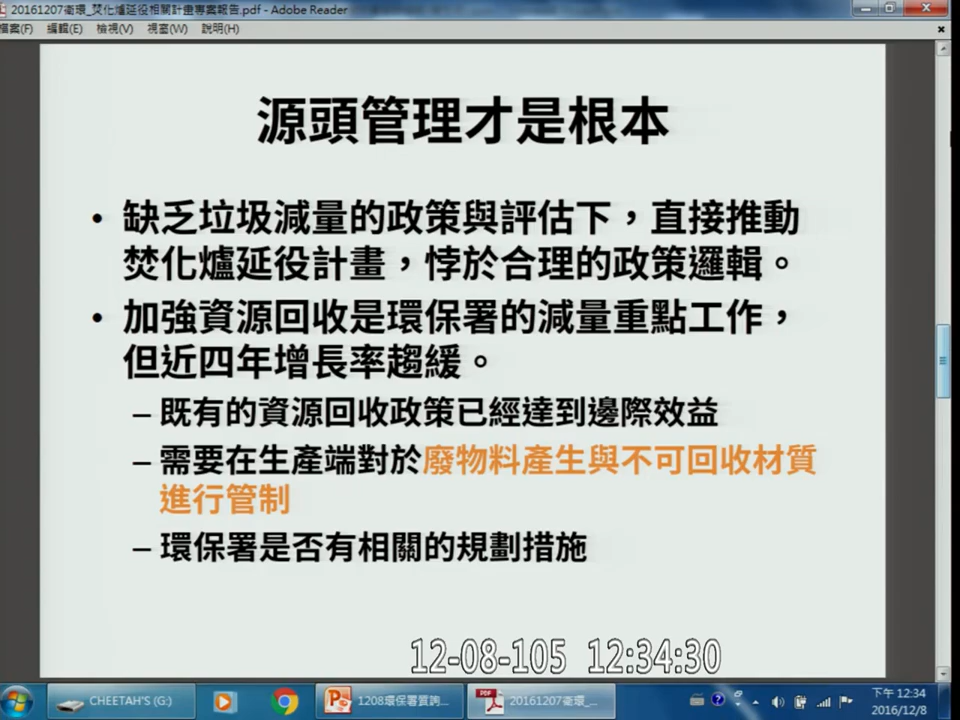 20161207衛環_焚化爐延役相關計畫專案報告.pdf - Adobe Reader
檔案(F) 編輯(E) 檢視(V) 視窗(W) 說明(H)
源頭管理才是根本
• 缺乏垃圾減量的政策與評估下，直接推動
焚化爐延役計畫，悖於合理的政策邏輯。
• 加強資源回收是環保署的減量重點工作，
但近四年增長率趨緩。
– 既有的資源回收政策已經達到邊際效益
– 需要在生產端對於廢物料產生與不可回收材質
進行管制
– 環保署是否有相關的規劃措施
12-08-105 12:34:30
CHEETAH'S (G:)
1208環保署質詢...
20161207衛環_...
下午 12:34
2016/12/8